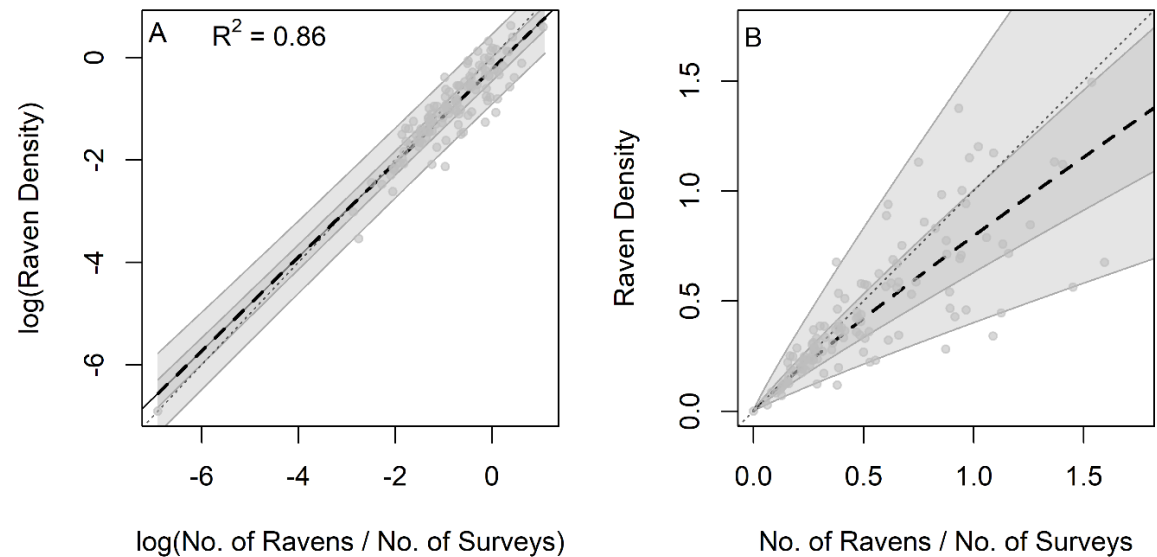 A
R² = 0.86
log(Raven Density)
0
-2
-4
-6
-6 -4 -2 0
log(No. of Ravens / No. of Surveys)
B
Raven Density
1.5
1.0
0.5
0.0
0.0 0.5 1.0 1.5
No. of Ravens / No. of Surveys